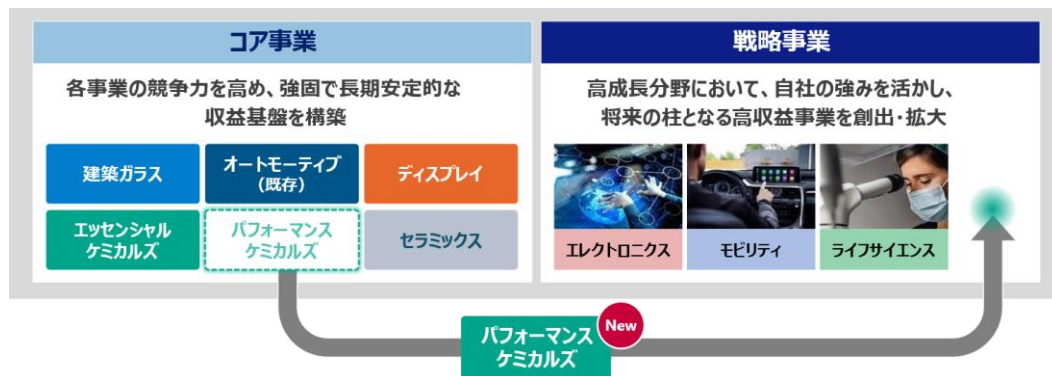 コア事業
各事業の競争力を高め、強固で長期安定的な
収益基盤を構築
建築ガラス
オートモーティブ
(既存)
ディスプレイ
エッセンシャル
ケミカルズ
パフォーマンス
ケミカルズ
セラミックス
戦略事業
高成長分野において、自社の強みを活かし、
将来の柱となる高収益事業を創出・拡大
エレクトロニクス
モビリティ
ライフサイエンス
パフォーマンス
ケミカルズ
New